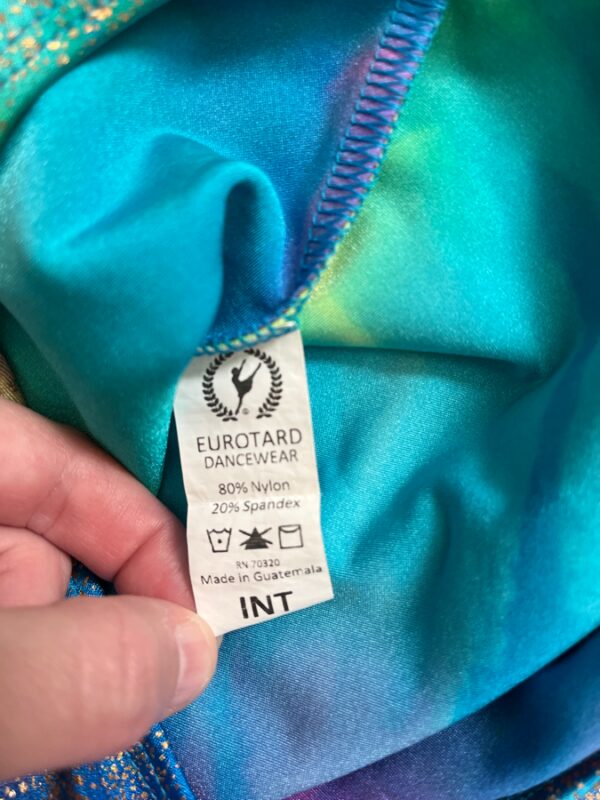 EUROTARD
DANCEWEAR
80% Nylon
20% Spandex
RN 70320
Made in Guatemala
INT